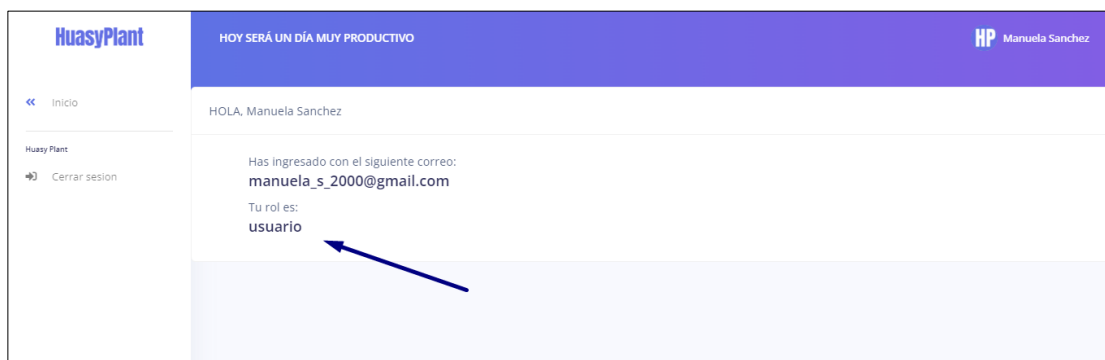 HuasyPlant
HOY SERÁ UN DÍA MUY PRODUCTIVO
HP Manuela Sanchez
Inicio
HOLA, Manuela Sanchez
Huasy Plant
Cerrar sesion
Has ingresado con el siguiente correo:
manuela_s_2000@gmail.com
Tu rol es:
usuario